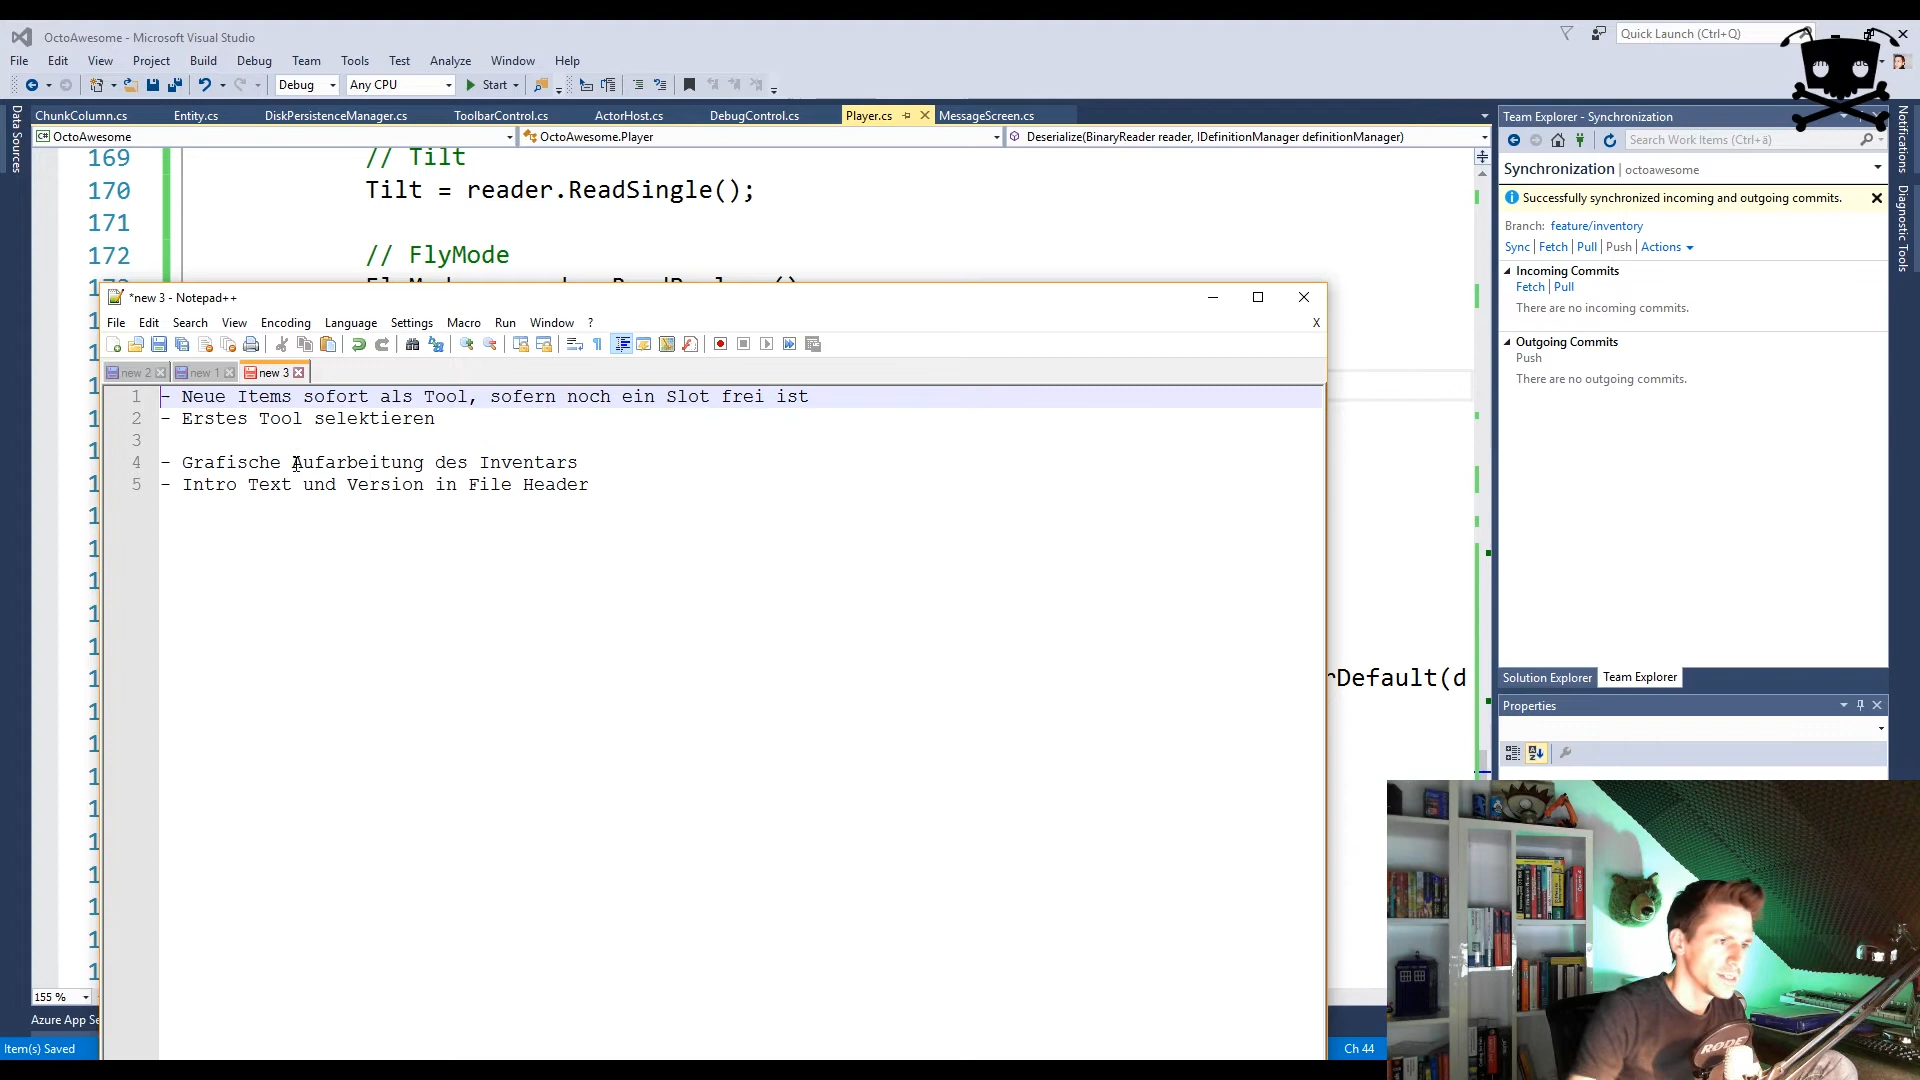 OctoAwesome - Microsoft Visual Studio
Quick Launch (Ctrl+Q)
File Edit View Project Build Debug Team Tools Test Analyze Window Help
Debug Any CPU Start
Data Sources
ChunkColumn.cs Entity.cs DiskPersistenceManager.cs ToolbarControl.cs ActorHost.cs DebugControl.cs Player.cs MessageScreen.cs
OctoAwesome OctoAwesome.Player Deserialize(BinaryReader reader, IDefinitionManager definitionManager)
169 // Tilt
170 Tilt = reader.ReadSingle();
171
172 // FlyMode
rDefault(d
*new 3 - Notepad++
File Edit Search View Encoding Language Settings Macro Run Window ? X
new 2 new 1 new 3
1 - Neue Items sofort als Tool, sofern noch ein Slot frei ist
2 - Erstes Tool selektieren
3
4 - Grafische Aufarbeitung des Inventars
5 - Intro Text und Version in File Header
155 %
Azure App Se
Item(s) Saved
Ch 44
Team Explorer - Synchronization
Search Work Items (Ctrl+ä)
Synchronization | octoawesome
Successfully synchronized incoming and outgoing commits.
Branch: feature/inventory
Sync | Fetch | Pull | Push | Actions
Incoming Commits
Fetch | Pull
There are no incoming commits.
Outgoing Commits
Push
There are no outgoing commits.
Solution Explorer Team Explorer
Properties
Notifications
Diagnostic Tools
RØDE